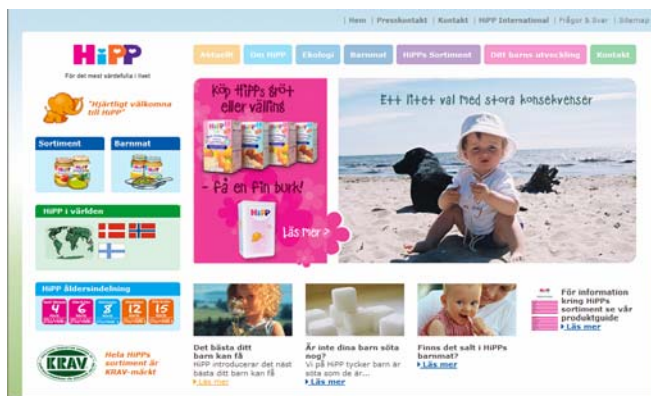 | Hem | Presskontakt | Kontakt | HiPP International | Frågor & Svar | Sitemap
HiPP
För det mest värdefulla i livet
Aktuellt
Om HiPP
Ekologi
Barnmat
HiPPs Sortiment
Ditt barns utveckling
Kontakt
"Hjärtligt välkomna
till HiPP"
Sortiment
Barnmat
HiPP i världen
HiPP åldersindelning
4
6
8
12
15
KRAV
Hela HiPPs
sortiment är
KRAV-märkt
Köp HiPPs gröt
eller välling
- få en fin burk!
HiPP
Läs mer >
Ett litet val med stora konsekvenser
Det bästa ditt
barn kan få
HiPP introducerar det näst
bästa ditt barn kan få
Läs mer
Är inte dina barn söta
nog?
Vi på HiPP tycker barn är
söta som de är...
Läs mer
Finns det salt i HiPPs
barnmat?
Läs mer
För information
kring HiPPs
sortiment se vår
produktguide
Läs mer